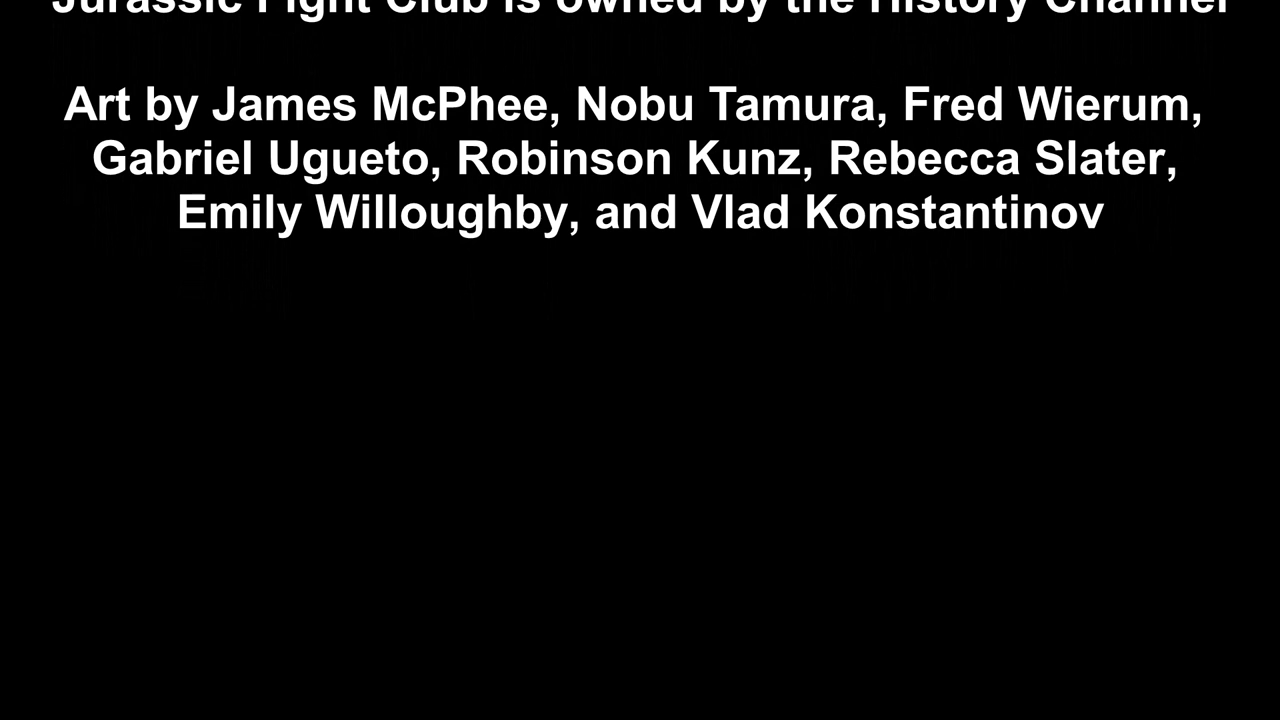 Jurassic Fight Club is owned by the History Channel
Art by James McPhee, Nobu Tamura, Fred Wierum,
Gabriel Ugueto, Robinson Kunz, Rebecca Slater,
Emily Willoughby, and Vlad Konstantinov